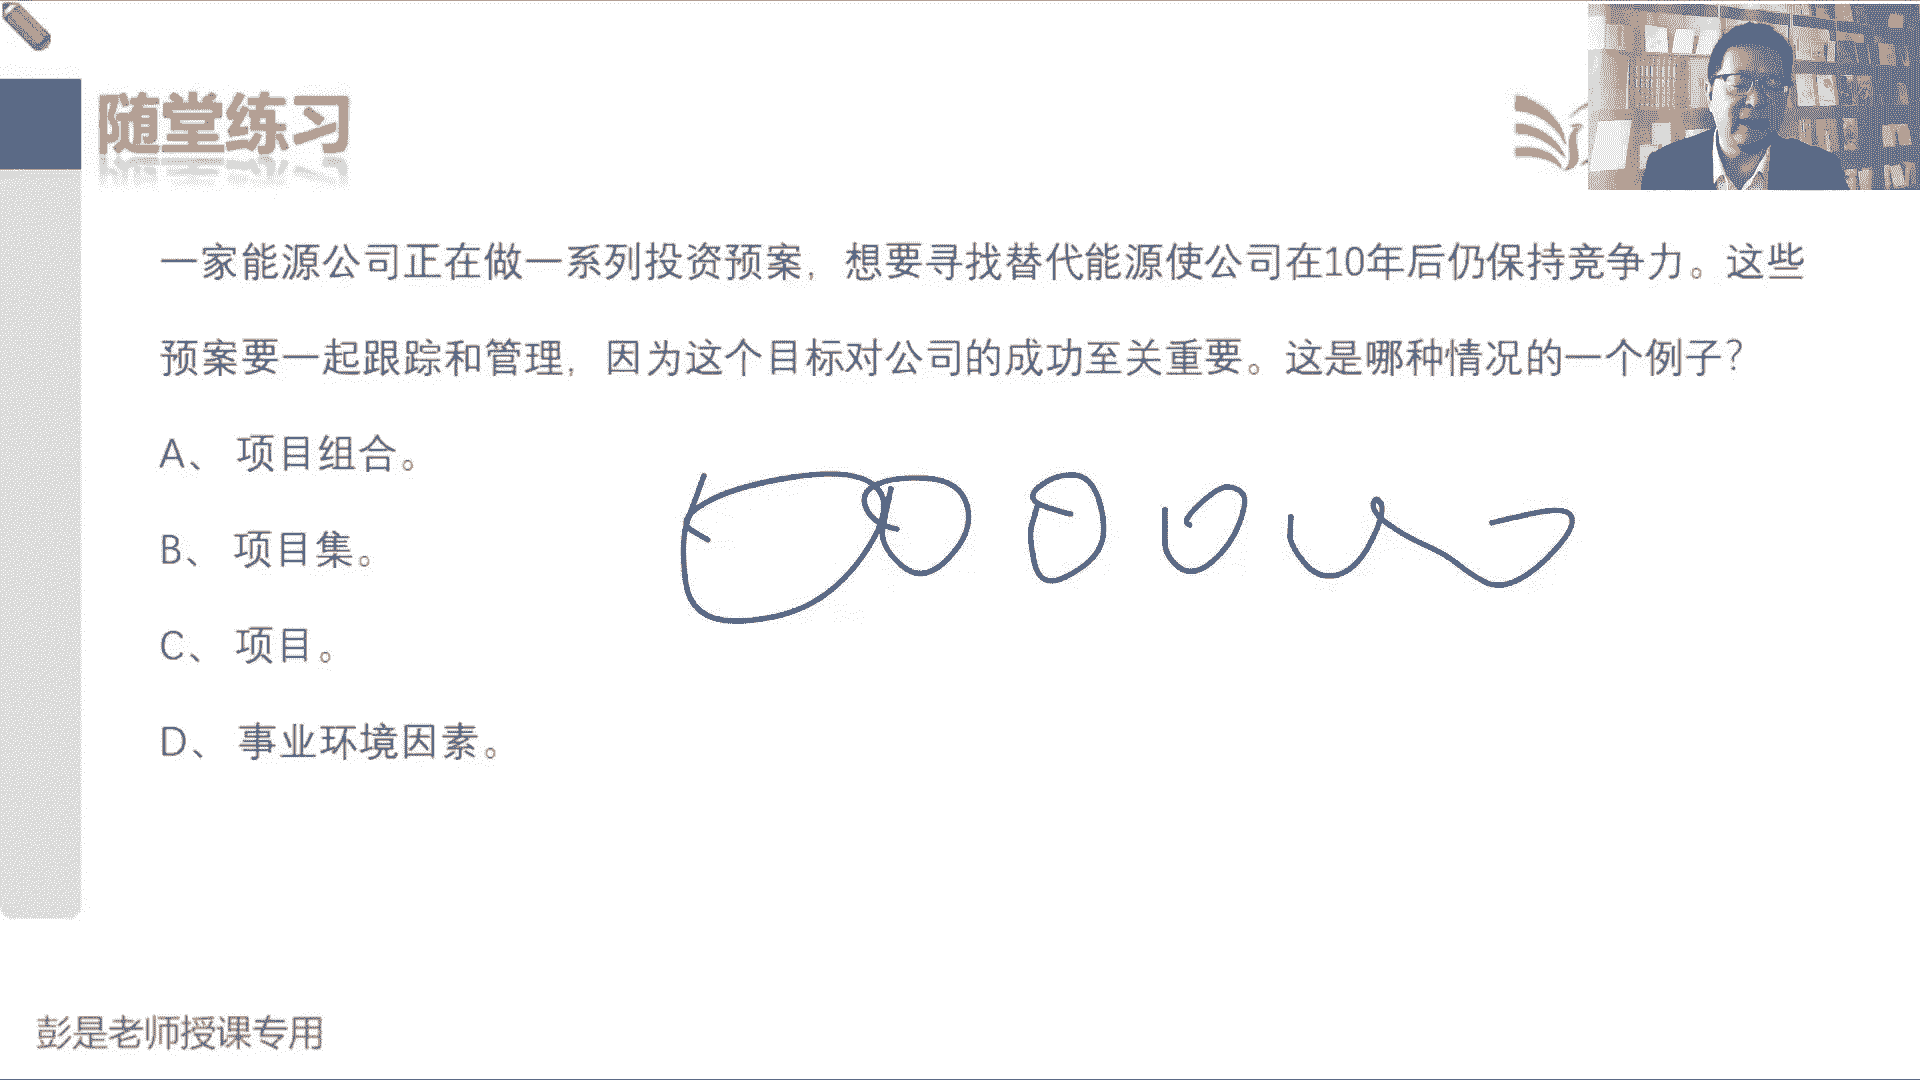 随堂练习
一家能源公司正在做一系列投资预案，想要寻找替代能源使公司在10年后仍保持竞争力。这些
预案要一起跟踪和管理，因为这个目标对公司的成功至关重要。这是哪种情况的一个例子？
A、 项目组合。
B、 项目集。
C、 项目。
D、 事业环境因素。
彭是老师授课专用